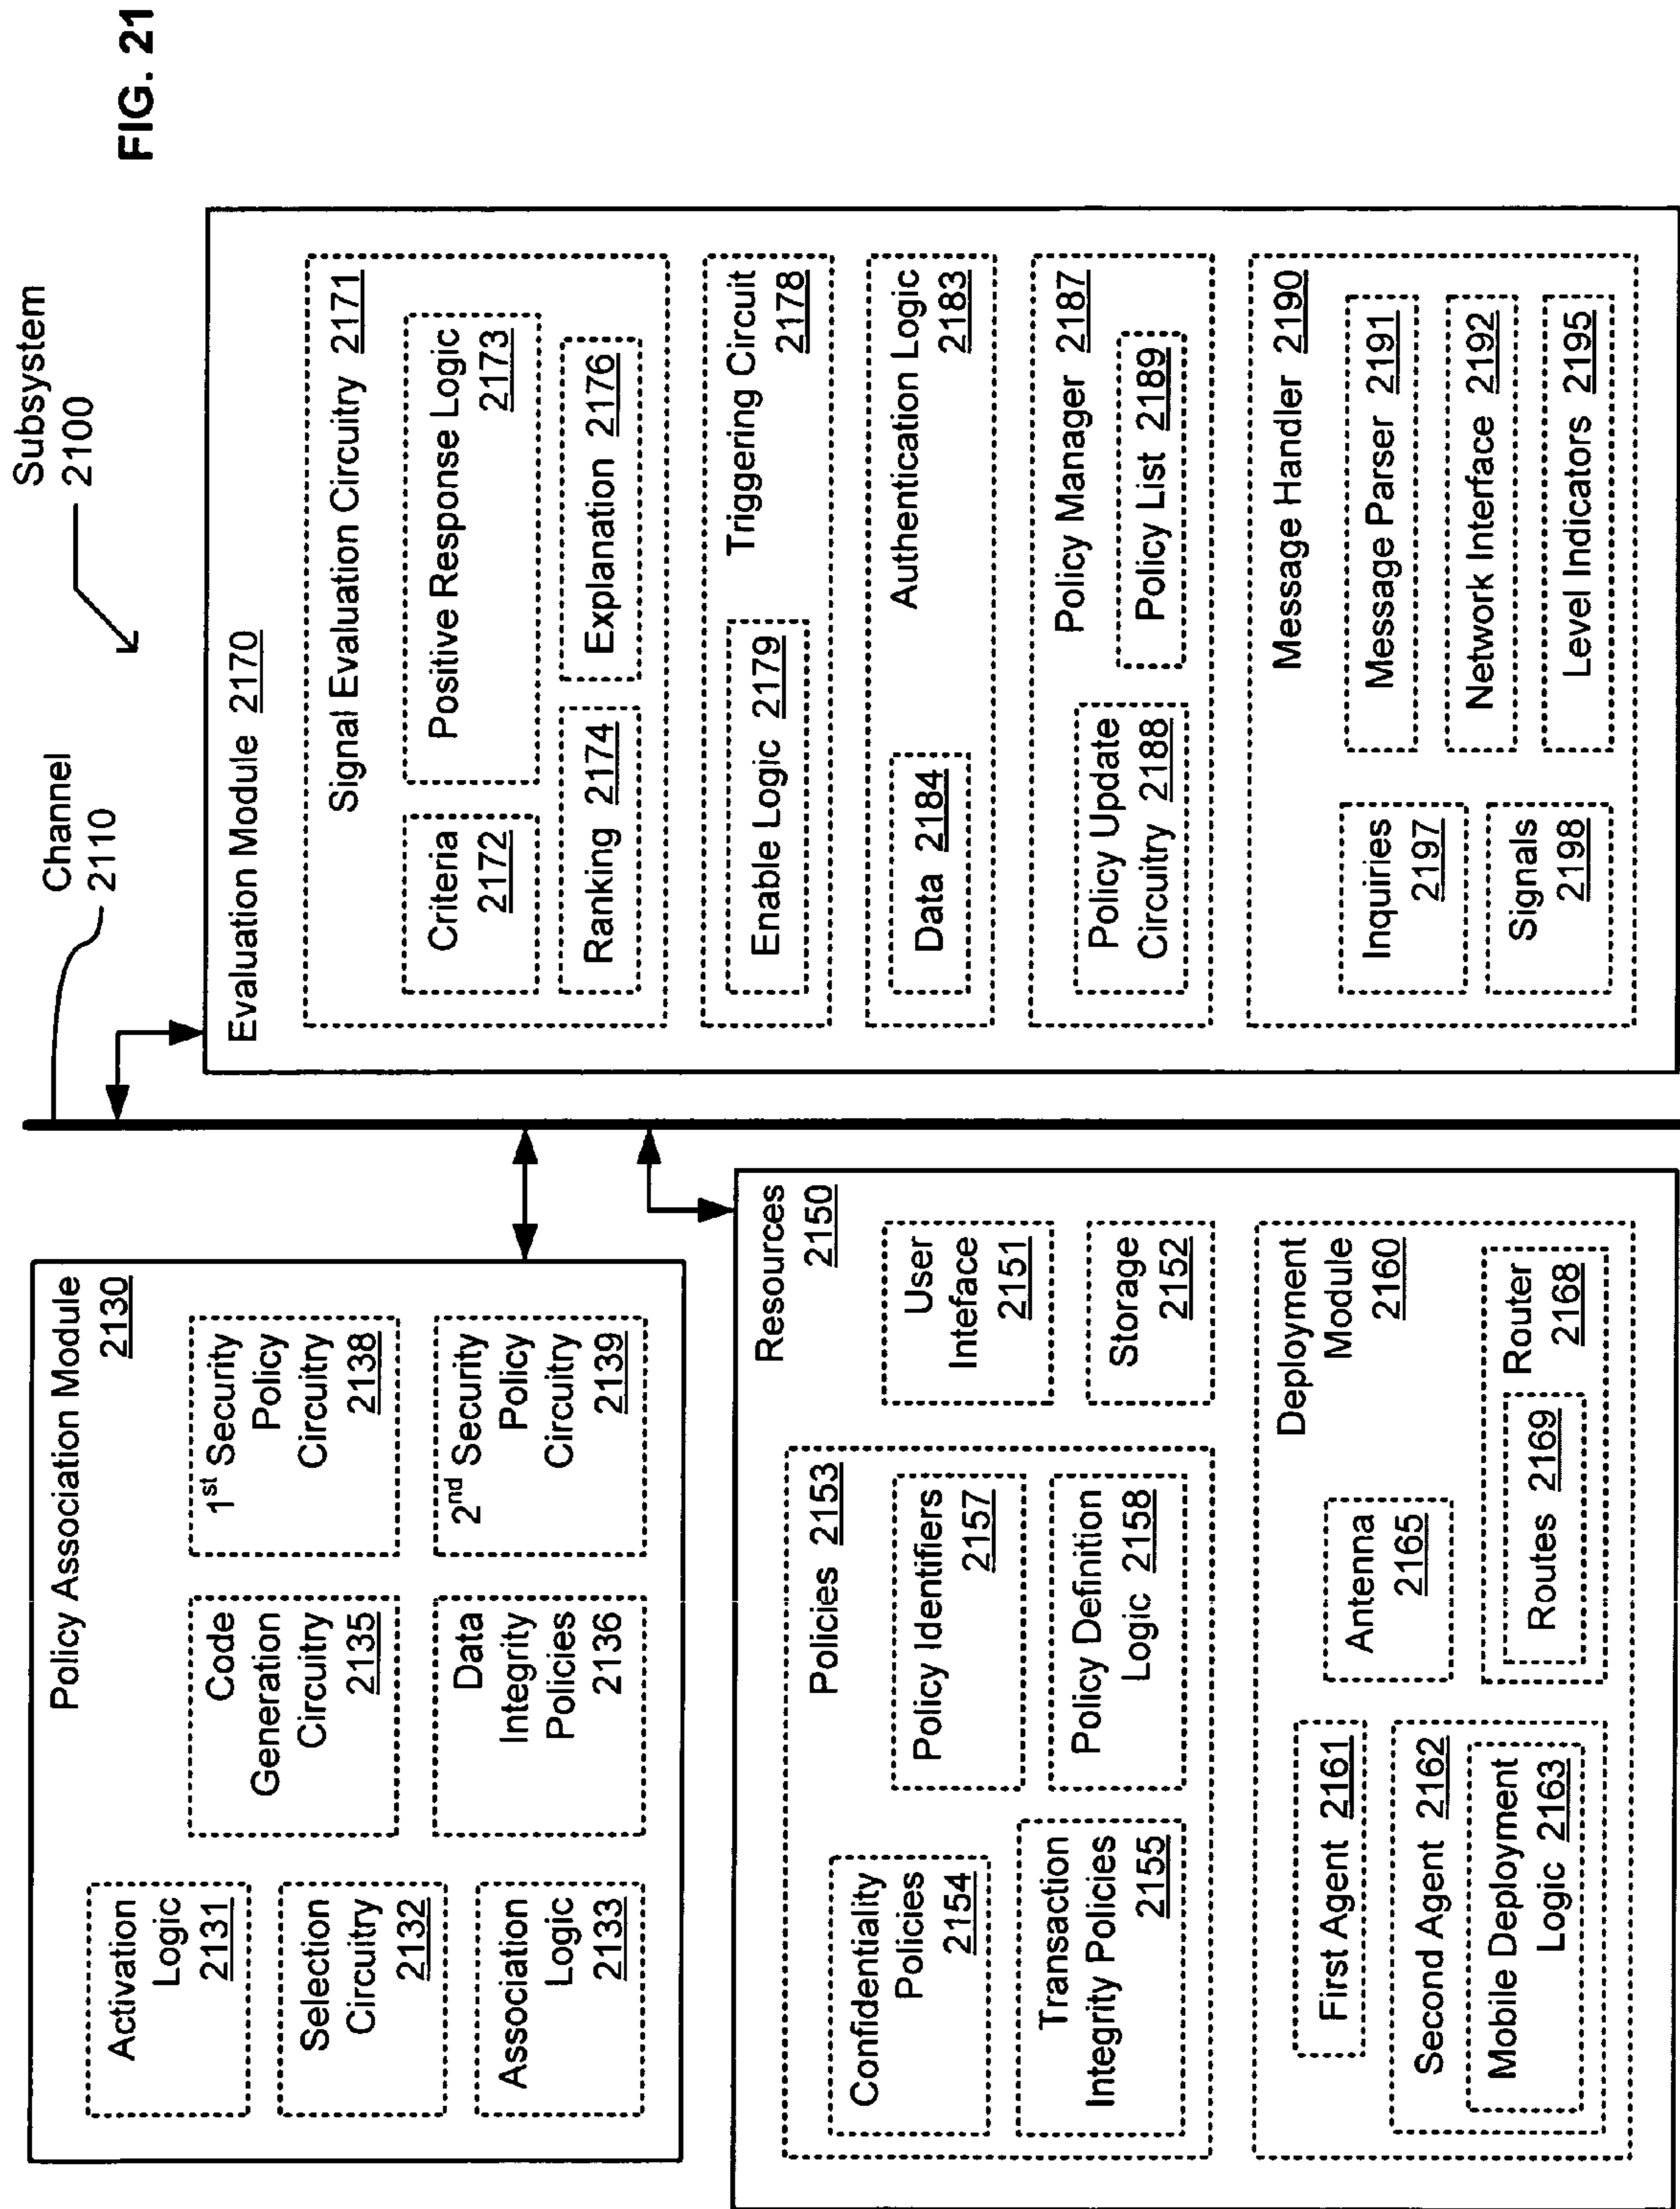 FIG. 21
Subsystem
2100
Channel
2110
Policy Association Module
2130
Activation
Logic
2131
Selection
Circuitry
2132
Association
Logic
2133
Code
Generation
Circuitry
2135
Data
Integrity
Policies
2136
1st Security
Policy
Circuitry
2138
2nd Security
Policy
Circuitry
2139
Resources
2150
User
Inteface
2151
Storage
2152
Policies 2153
Confidentiality
Policies
2154
Transaction
Integrity Policies
2155
Policy Identifiers
2157
Policy Definition
Logic 2158
Deployment
Module
2160
First Agent 2161
Second Agent 2162
Mobile Deployment
Logic 2163
Antenna
2165
Router
2168
Routes 2169
Evaluation Module 2170
Signal Evaluation Circuitry 2171
Criteria
2172
Positive Response Logic
2173
Ranking 2174
Explanation 2176
Triggering Circuit
2178
Enable Logic 2179
Authentication Logic
2183
Data 2184
Policy Manager 2187
Policy Update
Circuitry 2188
Policy List 2189
Message Handler 2190
Message Parser 2191
Network Interface 2192
Level Indicators 2195
Inquiries
2197
Signals
2198